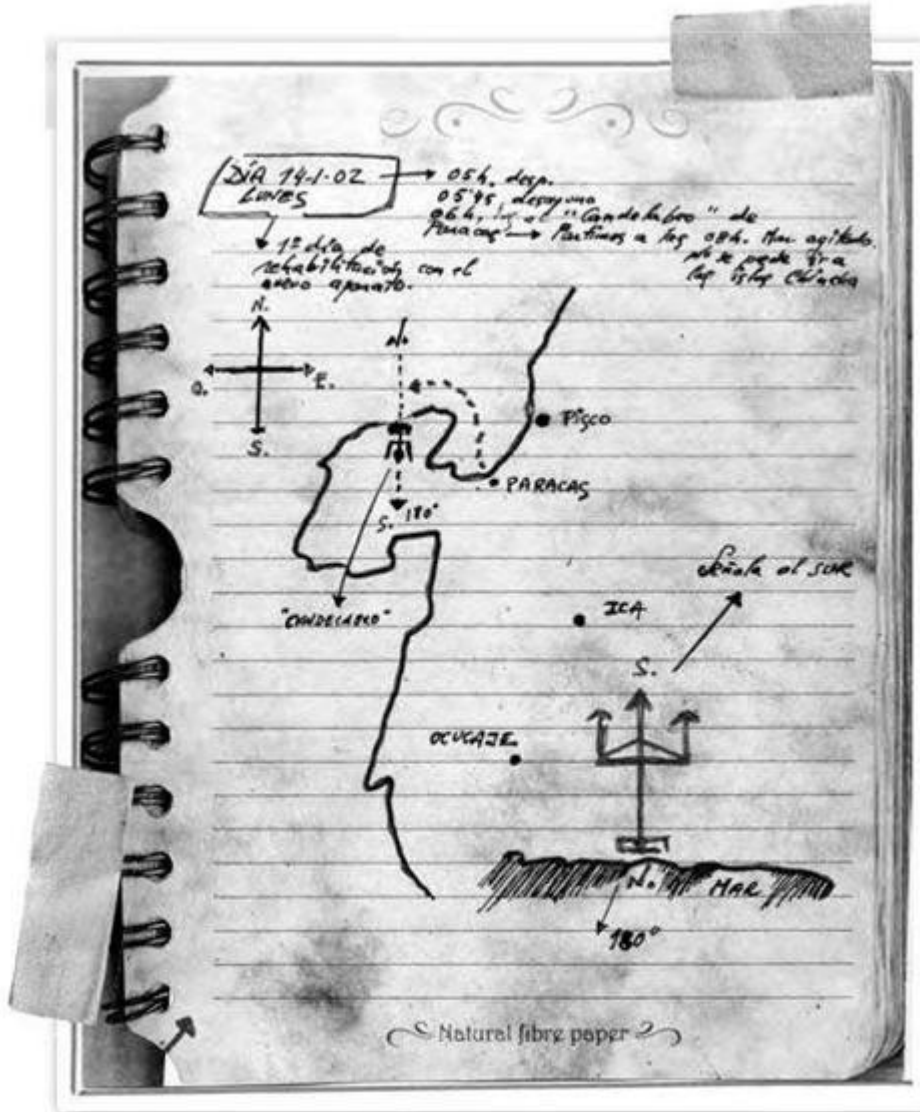 DÍA 14-1-02
LUNES
05h. desp.
05'45, desayuno
06h, "Candelabro" de
Paracas → Partimos a las 08h. Mar agitado.
No se puede ir a
las islas Chincha
1º día de
rehabilitación con el
nuevo aparato.
N.
O. E.
S.
N.
PISCO
PARACAS
S. 180°
"CANDELABRO"
Señala al SUR
ICA
S.
OCUCAJE
N. MAR
180°
Natural fibre paper